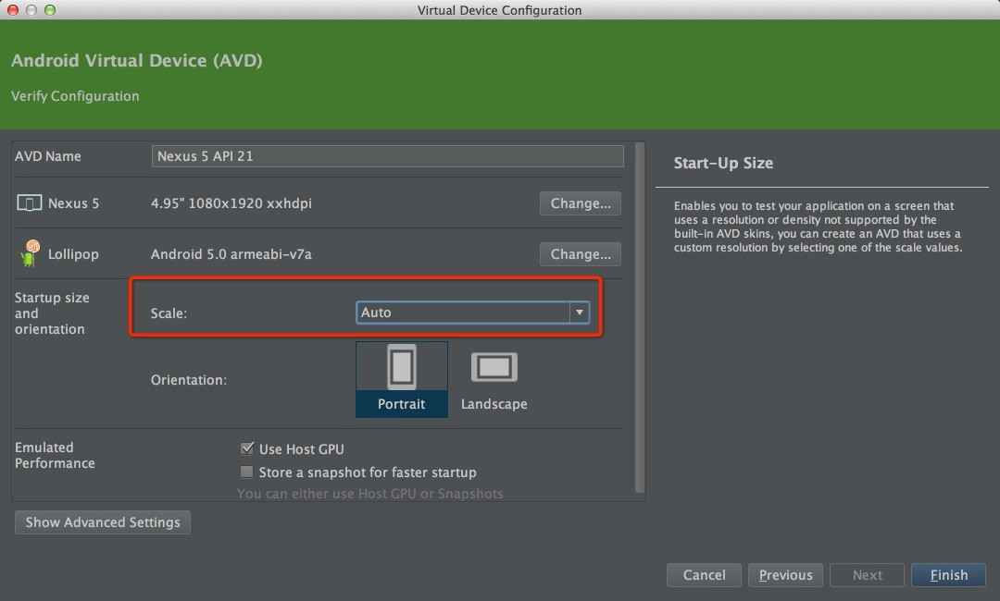 Virtual Device Configuration
Android Virtual Device (AVD)
Verify Configuration
AVD Name
Nexus 5 API 21
Nexus 5
4.95" 1080x1920 xxhdpi
Change...
Lollipop
Android 5.0 armeabi-v7a
Change...
Startup size
and
orientation
Scale:
Auto
Orientation:
Portrait
Landscape
Emulated
Performance
Use Host GPU
Store a snapshot for faster startup
You can either use Host GPU or Snapshots
Show Advanced Settings
Start-Up Size
Enables you to test your application on a screen that
uses a resolution or density not supported by the
built-in AVD skins, you can create an AVD that uses a
custom resolution by selecting one of the scale values.
Cancel
Previous
Next
Finish